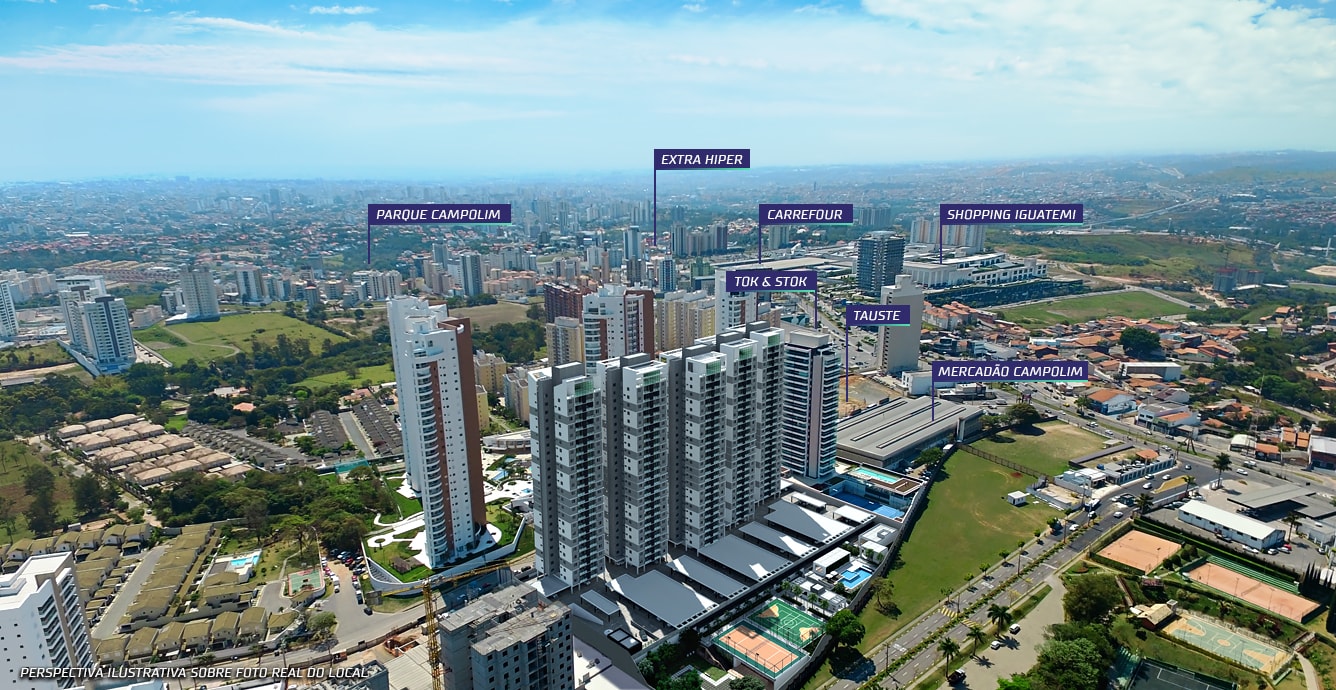 EXTRA HIPER
PARQUE CAMPOLIM
CARREFOUR
SHOPPING IGUATEMI
TOK & STOK
TAUSTE
MERCADÃO CAMPOLIM
PERSPECTIVA ILUSTRATIVA SOBRE FOTO REAL DO LOCAL